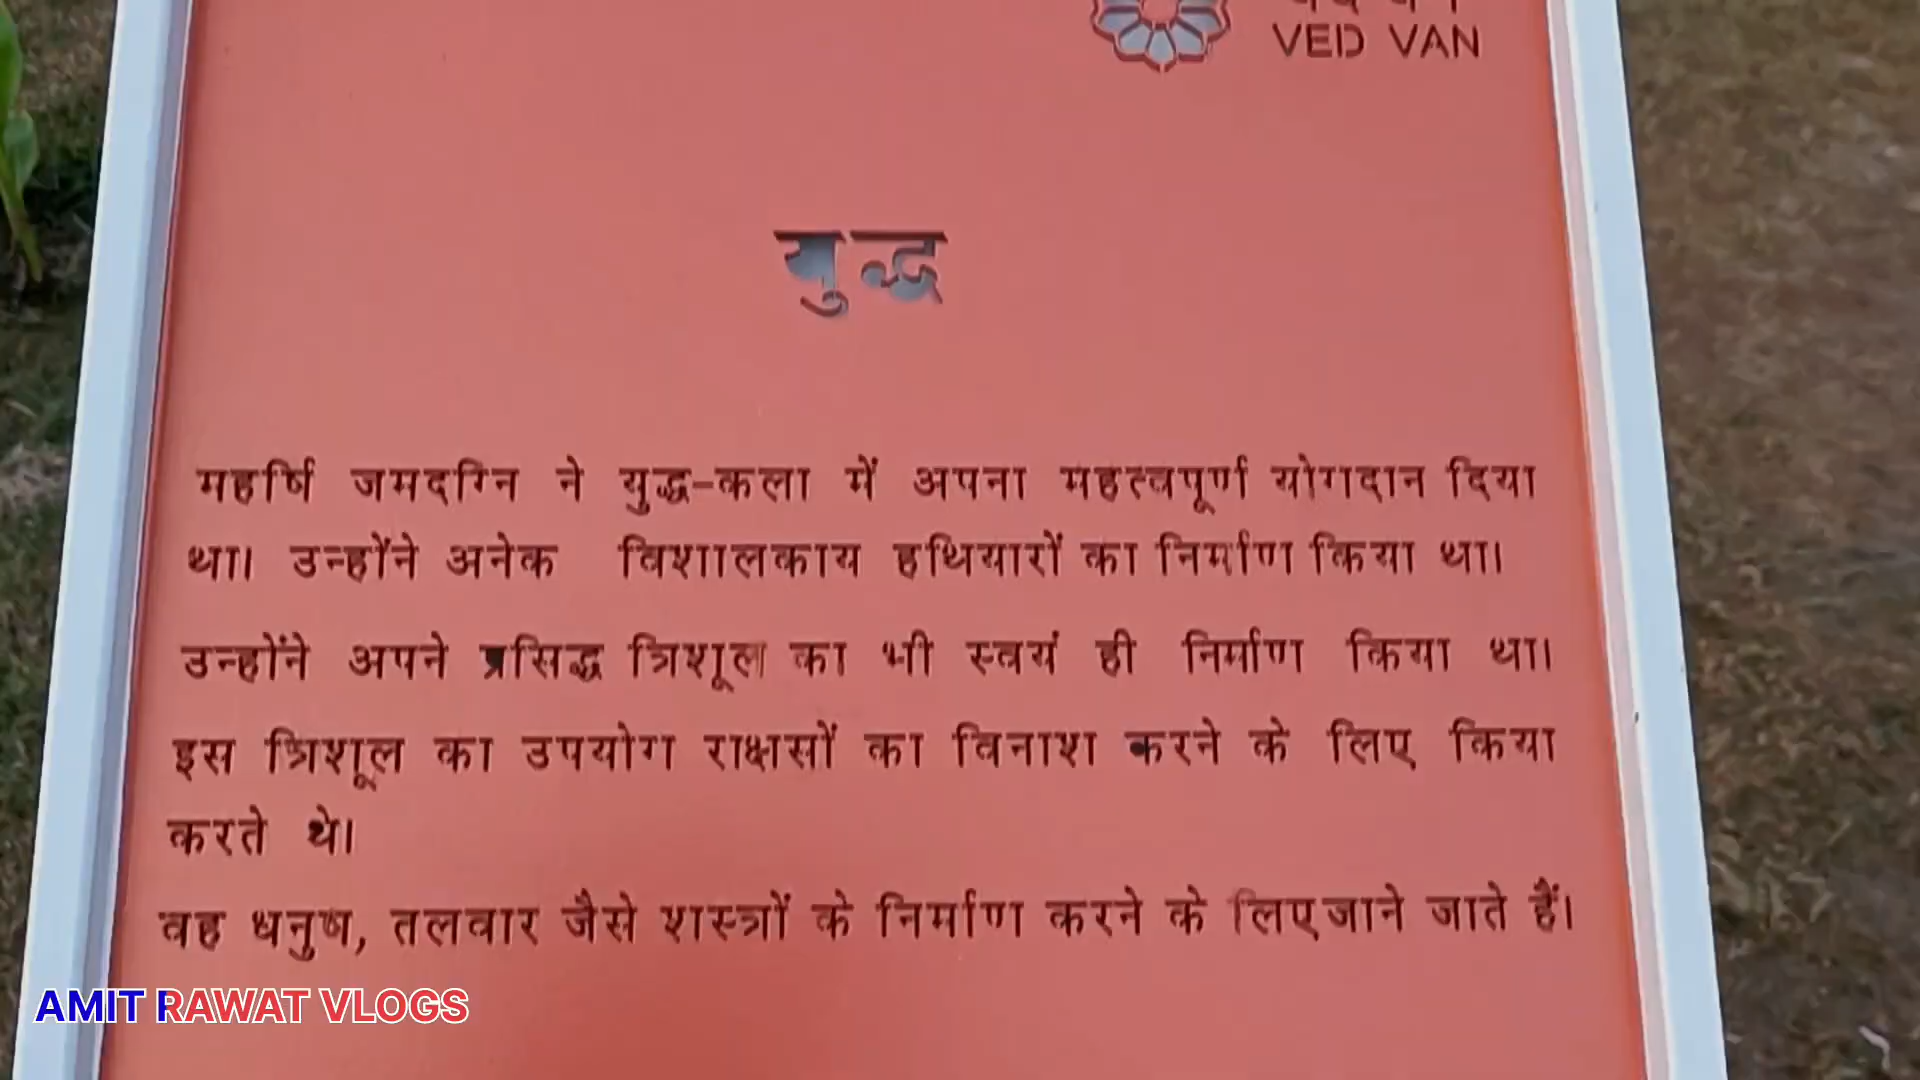 VED VAN
युद्ध
महर्षि जमदग्नि ने युद्ध-कला में अपना महत्वपूर्ण योगदान दिया
था। उन्होंने अनेक विशालकाय हथियारों का निर्माण किया था।
उन्होंने अपने प्रसिद्ध त्रिशूल का भी स्वयं ही निर्माण किया था।
इस त्रिशूल का उपयोग राक्षसों का विनाश करने के लिए किया
करते थे।
वह धनुष, तलवार जैसे शस्त्रों के निर्माण करने के लिएजाने जाते हैं।
AMIT RAWAT VLOGS